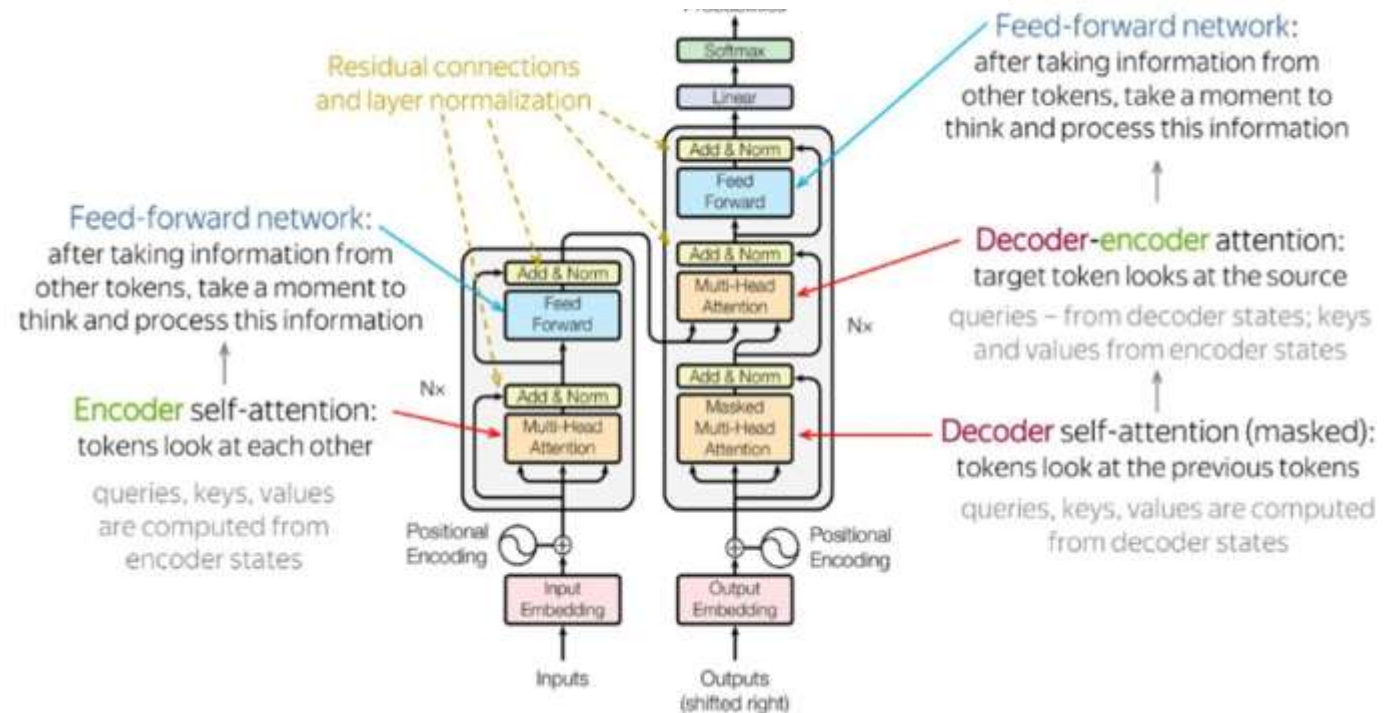 Residual connections
and layer normalization
Feed-forward network:
after taking information from
other tokens, take a moment to
think and process this information
Encoder self-attention:
tokens look at each other
queries, keys, values
are computed from
encoder states
Add & Norm
Feed
Forward
Nx
Add & Norm
Multi-Head
Attention
Positional
Encoding
Input
Embedding
Inputs
Softmax
Linear
Add & Norm
Feed
Forward
Add & Norm
Multi-Head
Attention
Nx
Add & Norm
Masked
Multi-Head
Attention
Positional
Encoding
Output
Embedding
Outputs
(shifted right)
Feed-forward network:
after taking information from
other tokens, take a moment to
think and process this information
Decoder-encoder attention:
target token looks at the source
queries – from decoder states; keys
and values from encoder states
Decoder self-attention (masked):
tokens look at the previous tokens
queries, keys, values are computed
from decoder states